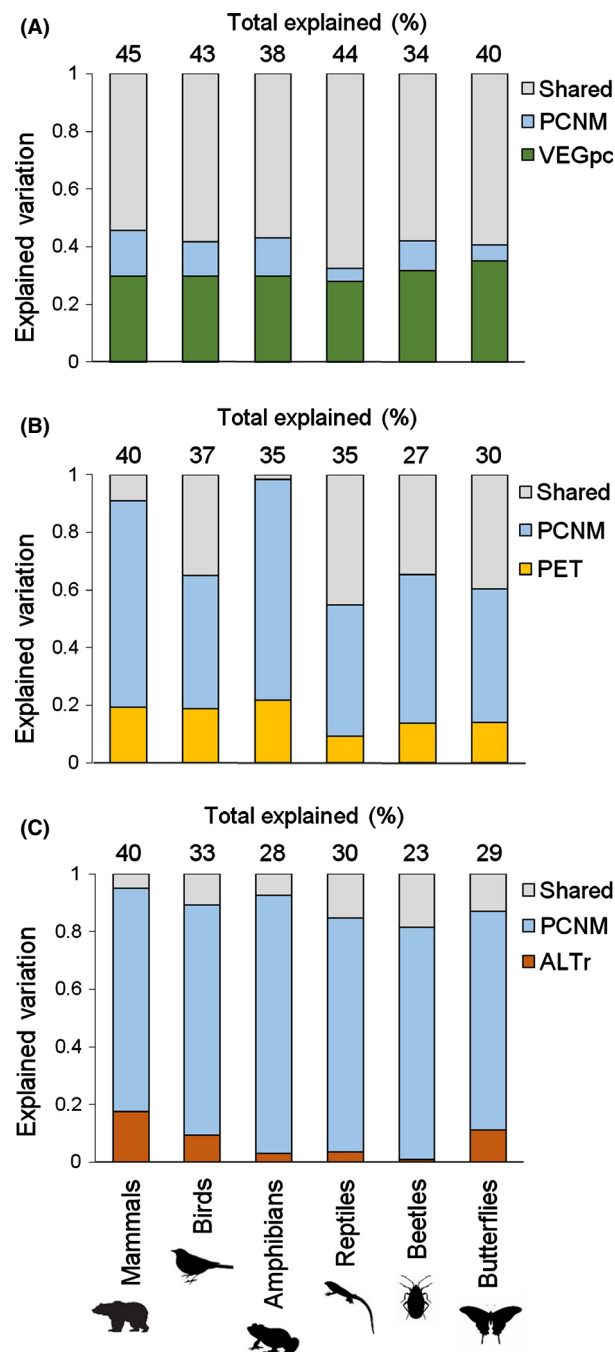 (A)
Total explained (%)
45 43 38 44 34 40
1
0.8
0.6
0.4
0.2
0
Explained variation
Shared
PCNM
VEGpc
(B)
Total explained (%)
40 37 35 35 27 30
1
0.8
0.6
0.4
0.2
0
Explained variation
Shared
PCNM
PET
(C)
Total explained (%)
40 33 28 30 23 29
1
0.8
0.6
0.4
0.2
0
Explained variation
Shared
PCNM
ALTr
Mammals
Birds
Amphibians
Reptiles
Beetles
Butterflies